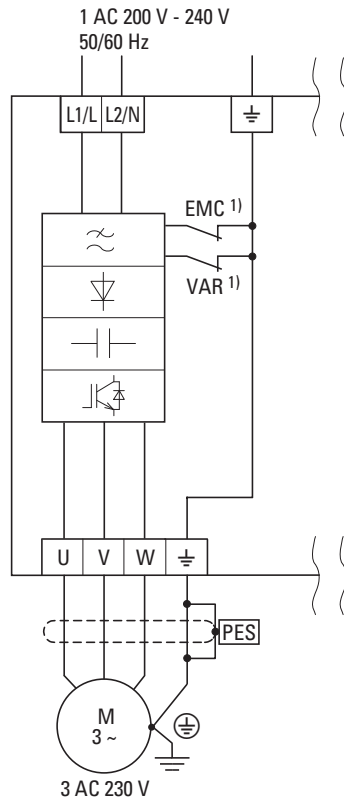 1 AC 200 V - 240 V
50/60 Hz
L1/L L2/N
EMC 1)
VAR 1)
U V W
PES
M
3 ~
3 AC 230 V